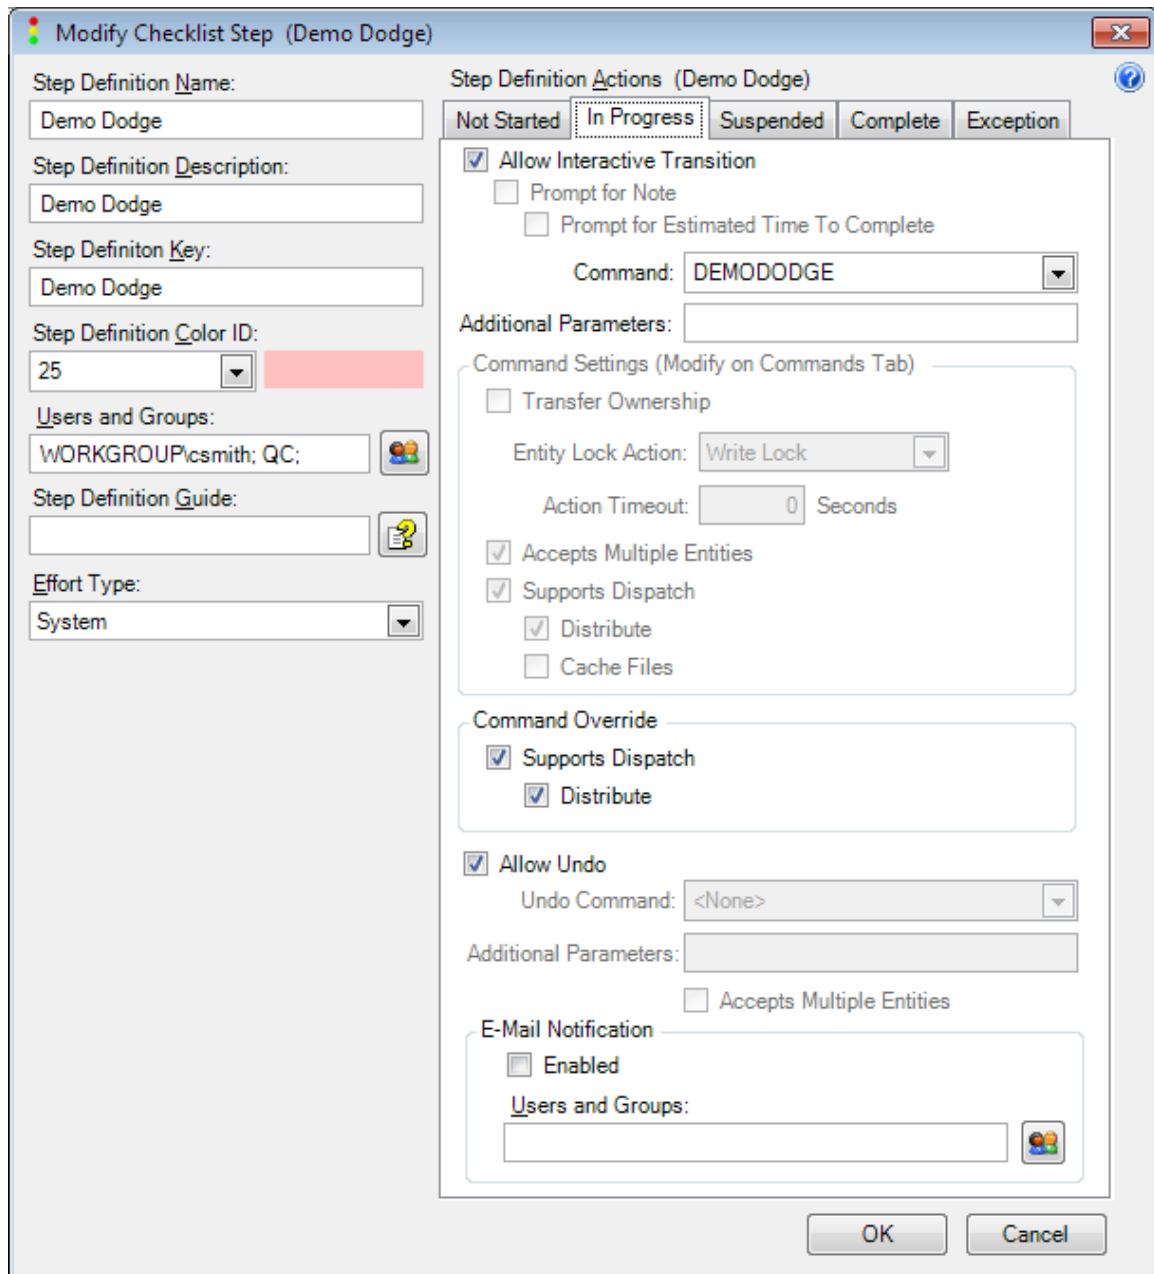 Modify Checklist Step (Demo Dodge)
Step Definition Name:
Demo Dodge
Step Definition Description:
Demo Dodge
Step Definiton Key:
Demo Dodge
Step Definition Color ID:
25
Users and Groups:
WORKGROUP\csmith; QC;
Step Definition Guide:
Effort Type:
System
Step Definition Actions (Demo Dodge)
Not Started In Progress Suspended Complete Exception
Allow Interactive Transition
Prompt for Note
Prompt for Estimated Time To Complete
Command: DEMODODGE
Additional Parameters:
Command Settings (Modify on Commands Tab)
Transfer Ownership
Entity Lock Action: Write Lock
Action Timeout: 0 Seconds
Accepts Multiple Entities
Supports Dispatch
Distribute
Cache Files
Command Override
Supports Dispatch
Distribute
Allow Undo
Undo Command: <None>
Additional Parameters:
Accepts Multiple Entities
E-Mail Notification
Enabled
Users and Groups:
OK Cancel